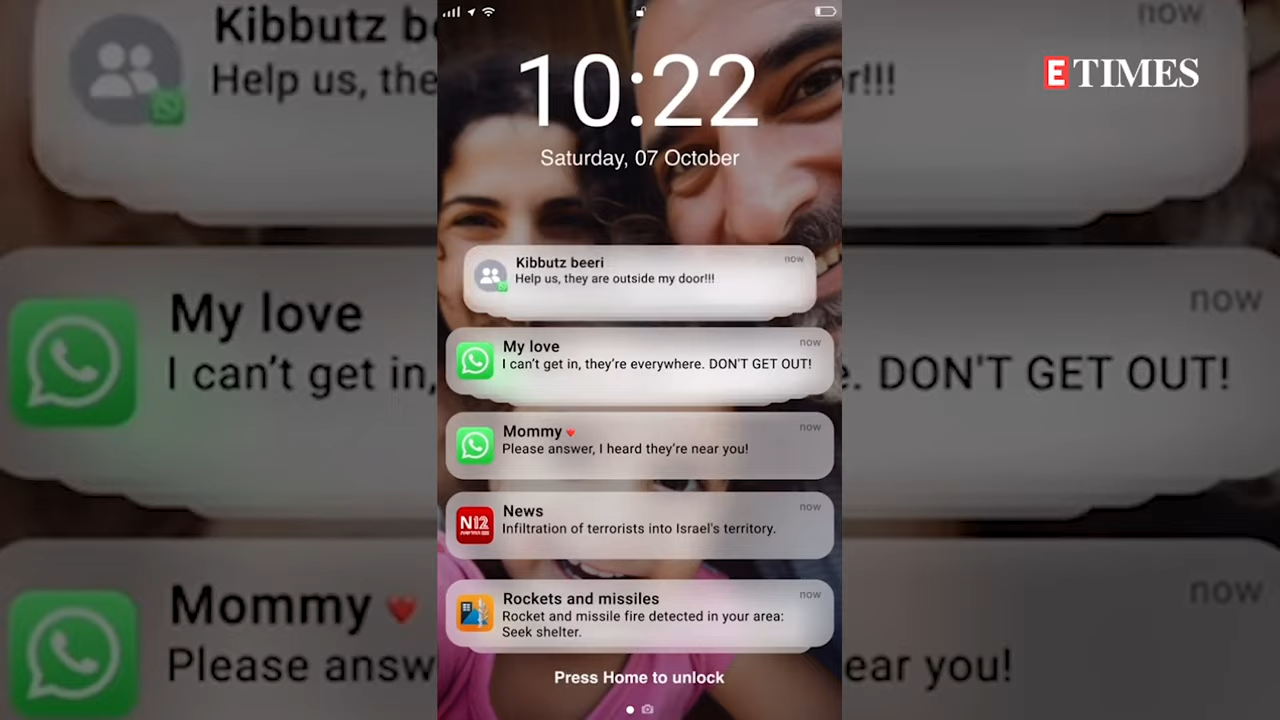 Kibbutz b
now
Help us, the
r!!!
E TIMES
10:22
Saturday, 07 October
Kibbutz beeri
now
Help us, they are outside my door!!!
My love
now
I can't get in, they're everywhere. DON'T GET OUT!
Mommy
now
Please answer, I heard they're near you!
N12
News
now
Infiltration of terrorists into Israel's territory.
Rockets and missiles
now
Rocket and missile fire detected in your area:
Seek shelter.
Press Home to unlock
My love
now
I can't get in,
e. DON'T GET OUT!
Mommy
now
Please answ
ear you!